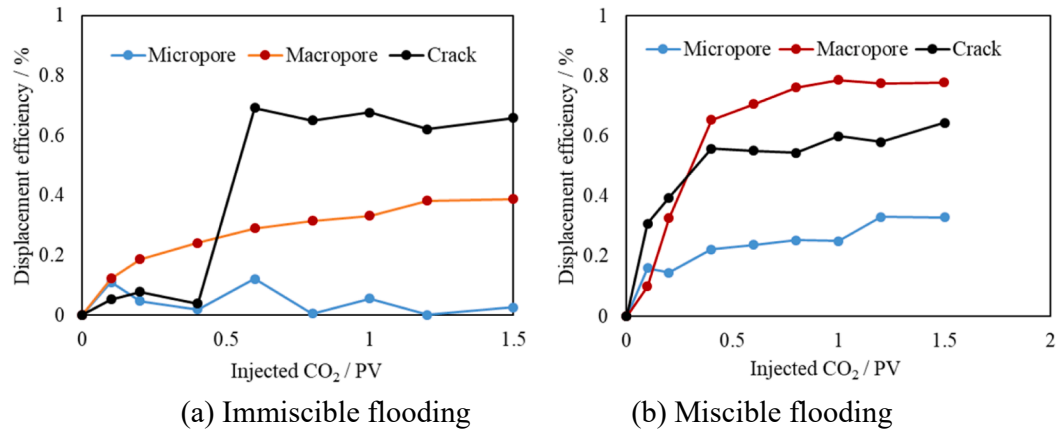 1
0.8
0.6
0.4
0.2
0
Displacement efficiency / %
Micropore Macropore Crack
0 0.5 1 1.5
Injected CO₂ / PV
(a) Immiscible flooding
1
0.8
0.6
0.4
0.2
0
Displacement efficiency / %
Micropore Macropore Crack
0 0.5 1 1.5 2
Injected CO₂ / PV
(b) Miscible flooding